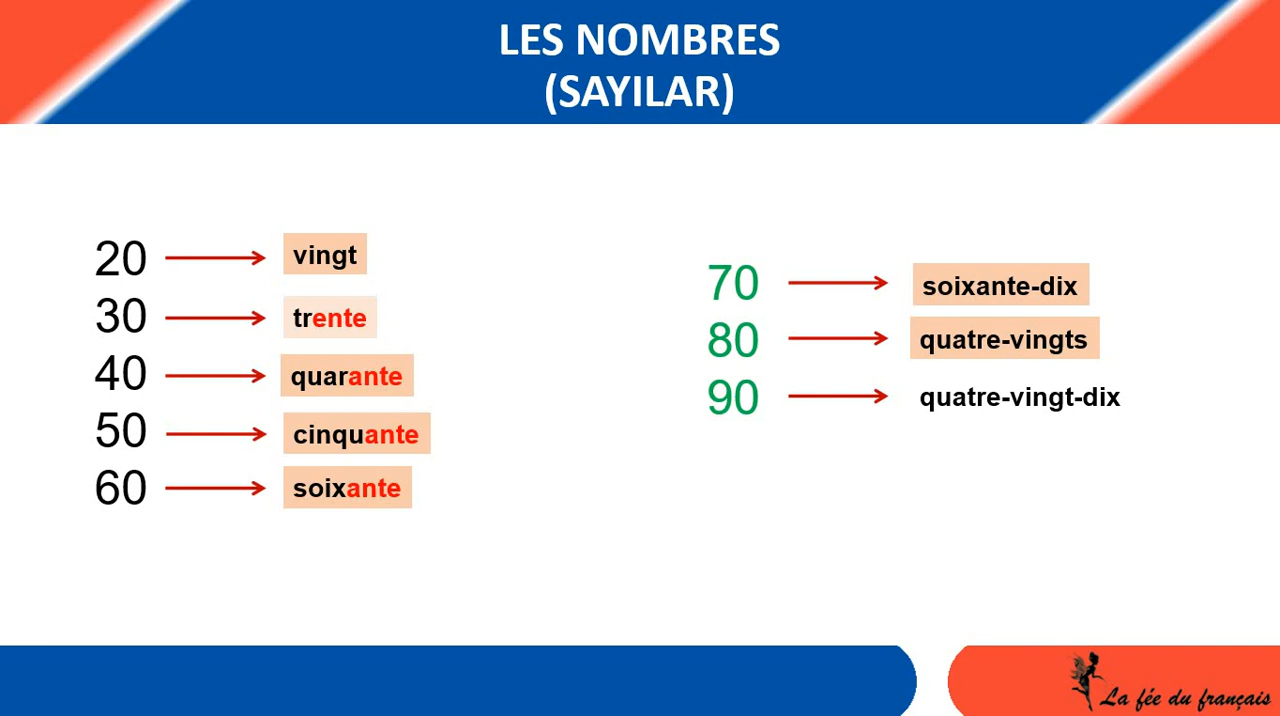 LES NOMBRES
(SAYILAR)
20 vingt
30 trente
40 quarante
50 cinquante
60 soixante
70 soixante-dix
80 quatre-vingts
90 quatre-vingt-dix
La fée du français